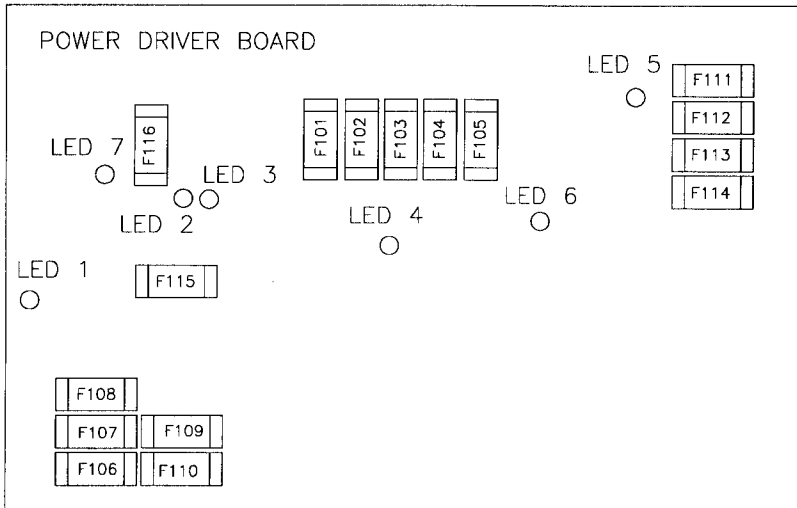 POWER DRIVER BOARD
LED 5
F111
F112
F113
F114
F116
F101
F102
F103
F104
F105
LED 7
LED 3
LED 2
LED 4
LED 6
LED 1
F115
F108
F107
F109
F106
F110